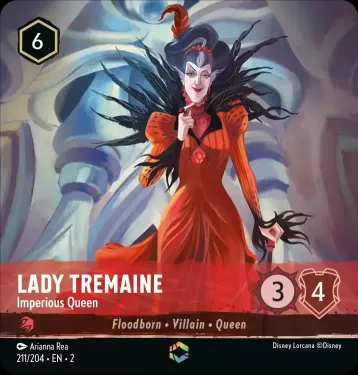 6
LADY TREMAINE
Imperious Queen
3
4
Floodborn • Villain • Queen
Arianna Rea
Disney Lorcana ©Disney
211/204 • EN • 2